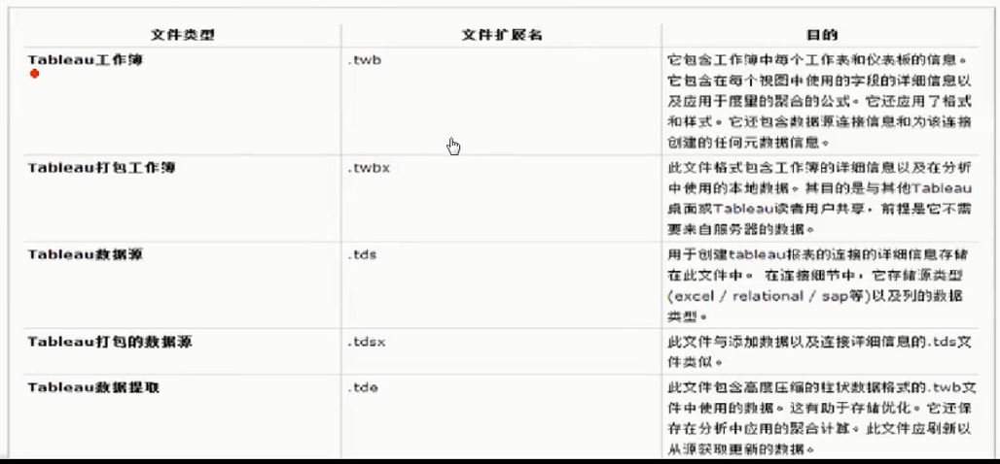 文件类型 文件扩展名 目的
Tableau工作簿 .twb 它包含工作簿中每个工作表和仪表板的信息。
它包含在每个视图中使用的字段的详细信息以
及应用于度量的聚合的公式。它还应用了格式
和样式。它还包含数据源连接信息和为该连接
创建的任何元数据信息。
Tableau打包工作簿 .twbx 此文件格式包含工作簿的详细信息以及在分析
中使用的本地数据。其目的是与其他Tableau
桌面或Tableau读者用户共享，前提是它不需
要来自服务器的数据。
Tableau数据源 .tds 用于创建tableau报表的连接的详细信息存储
在此文件中。 在连接细节中，它存储源类型
(excel / relational / sap等)以及列的数据
类型。
Tableau打包的数据源 .tdsx 此文件与添加数据以及连接详细信息的.tds文
件类似。
Tableau数据提取 .tde 此文件包含高度压缩的柱状数据格式的.twb文
件中使用的数据。这有助于存储优化。它还保
存在分析中应用的聚合计算。此文件应刷新以
从源获取更新的数据。